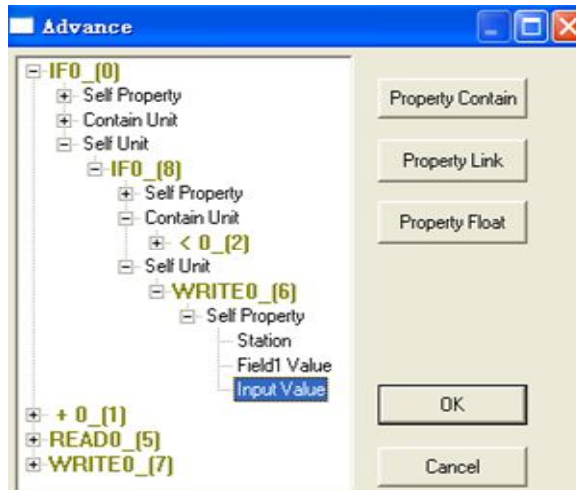 Advance
IF0_(0)
Self Property
Contain Unit
Self Unit
IF0_(8)
Self Property
Contain Unit
< 0_(2)
Self Unit
WRITE0_(6)
Self Property
Station
Field1 Value
Input Value
+ 0_(1)
READ0_(5)
WRITE0_(7)
Property Contain
Property Link
Property Float
OK
Cancel